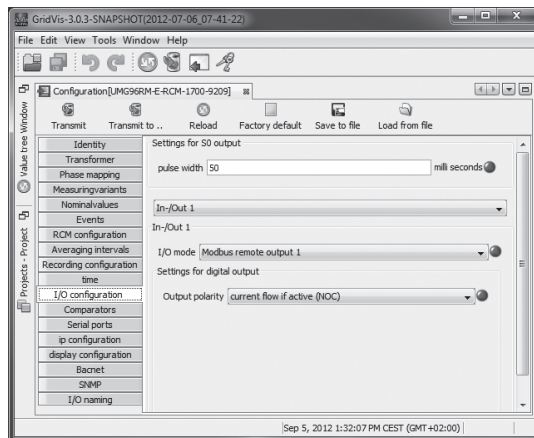 GridVis-3.0.3-SNAPSHOT(2012-07-06_07-41-22)
File Edit View Tools Window Help
Configuration[UMG96RM-E-RCM-1700-9209]
Transmit Transmit to .. Reload Factory default Save to file Load from file
Value tree Window
Projects - Project
Identity
Transformer
Phase mapping
Measuringvariants
Nominalvalues
Events
RCM configuration
Averaging intervals
Recording configuration
time
I/O configuration
Comparators
Serial ports
ip configuration
display configuration
Bacnet
SNMP
I/O naming
Settings for S0 output
pulse width 50 milli seconds
In-/Out 1
In-/Out 1
I/O mode Modbus remote output 1
Settings for digital output
Output polarity current flow if active (NOC)
Sep 5, 2012 1:32:07 PM CEST (GMT+02:00)